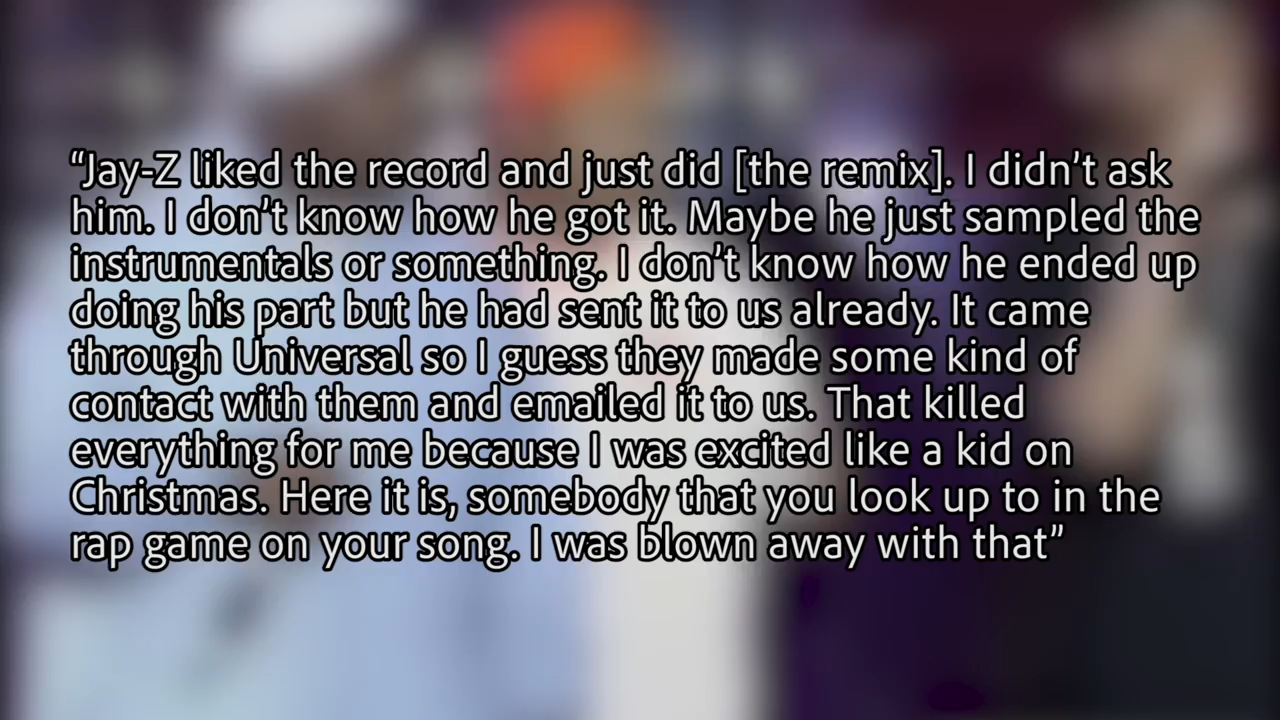 “Jay-Z liked the record and just did [the remix]. I didn’t ask
him. I don’t know how he got it. Maybe he just sampled the
instrumentals or something. I don’t know how he ended up
doing his part but he had sent it to us already. It came
through Universal so I guess they made some kind of
contact with them and emailed it to us. That killed
everything for me because I was excited like a kid on
Christmas. Here it is, somebody that you look up to in the
rap game on your song. I was blown away with that”